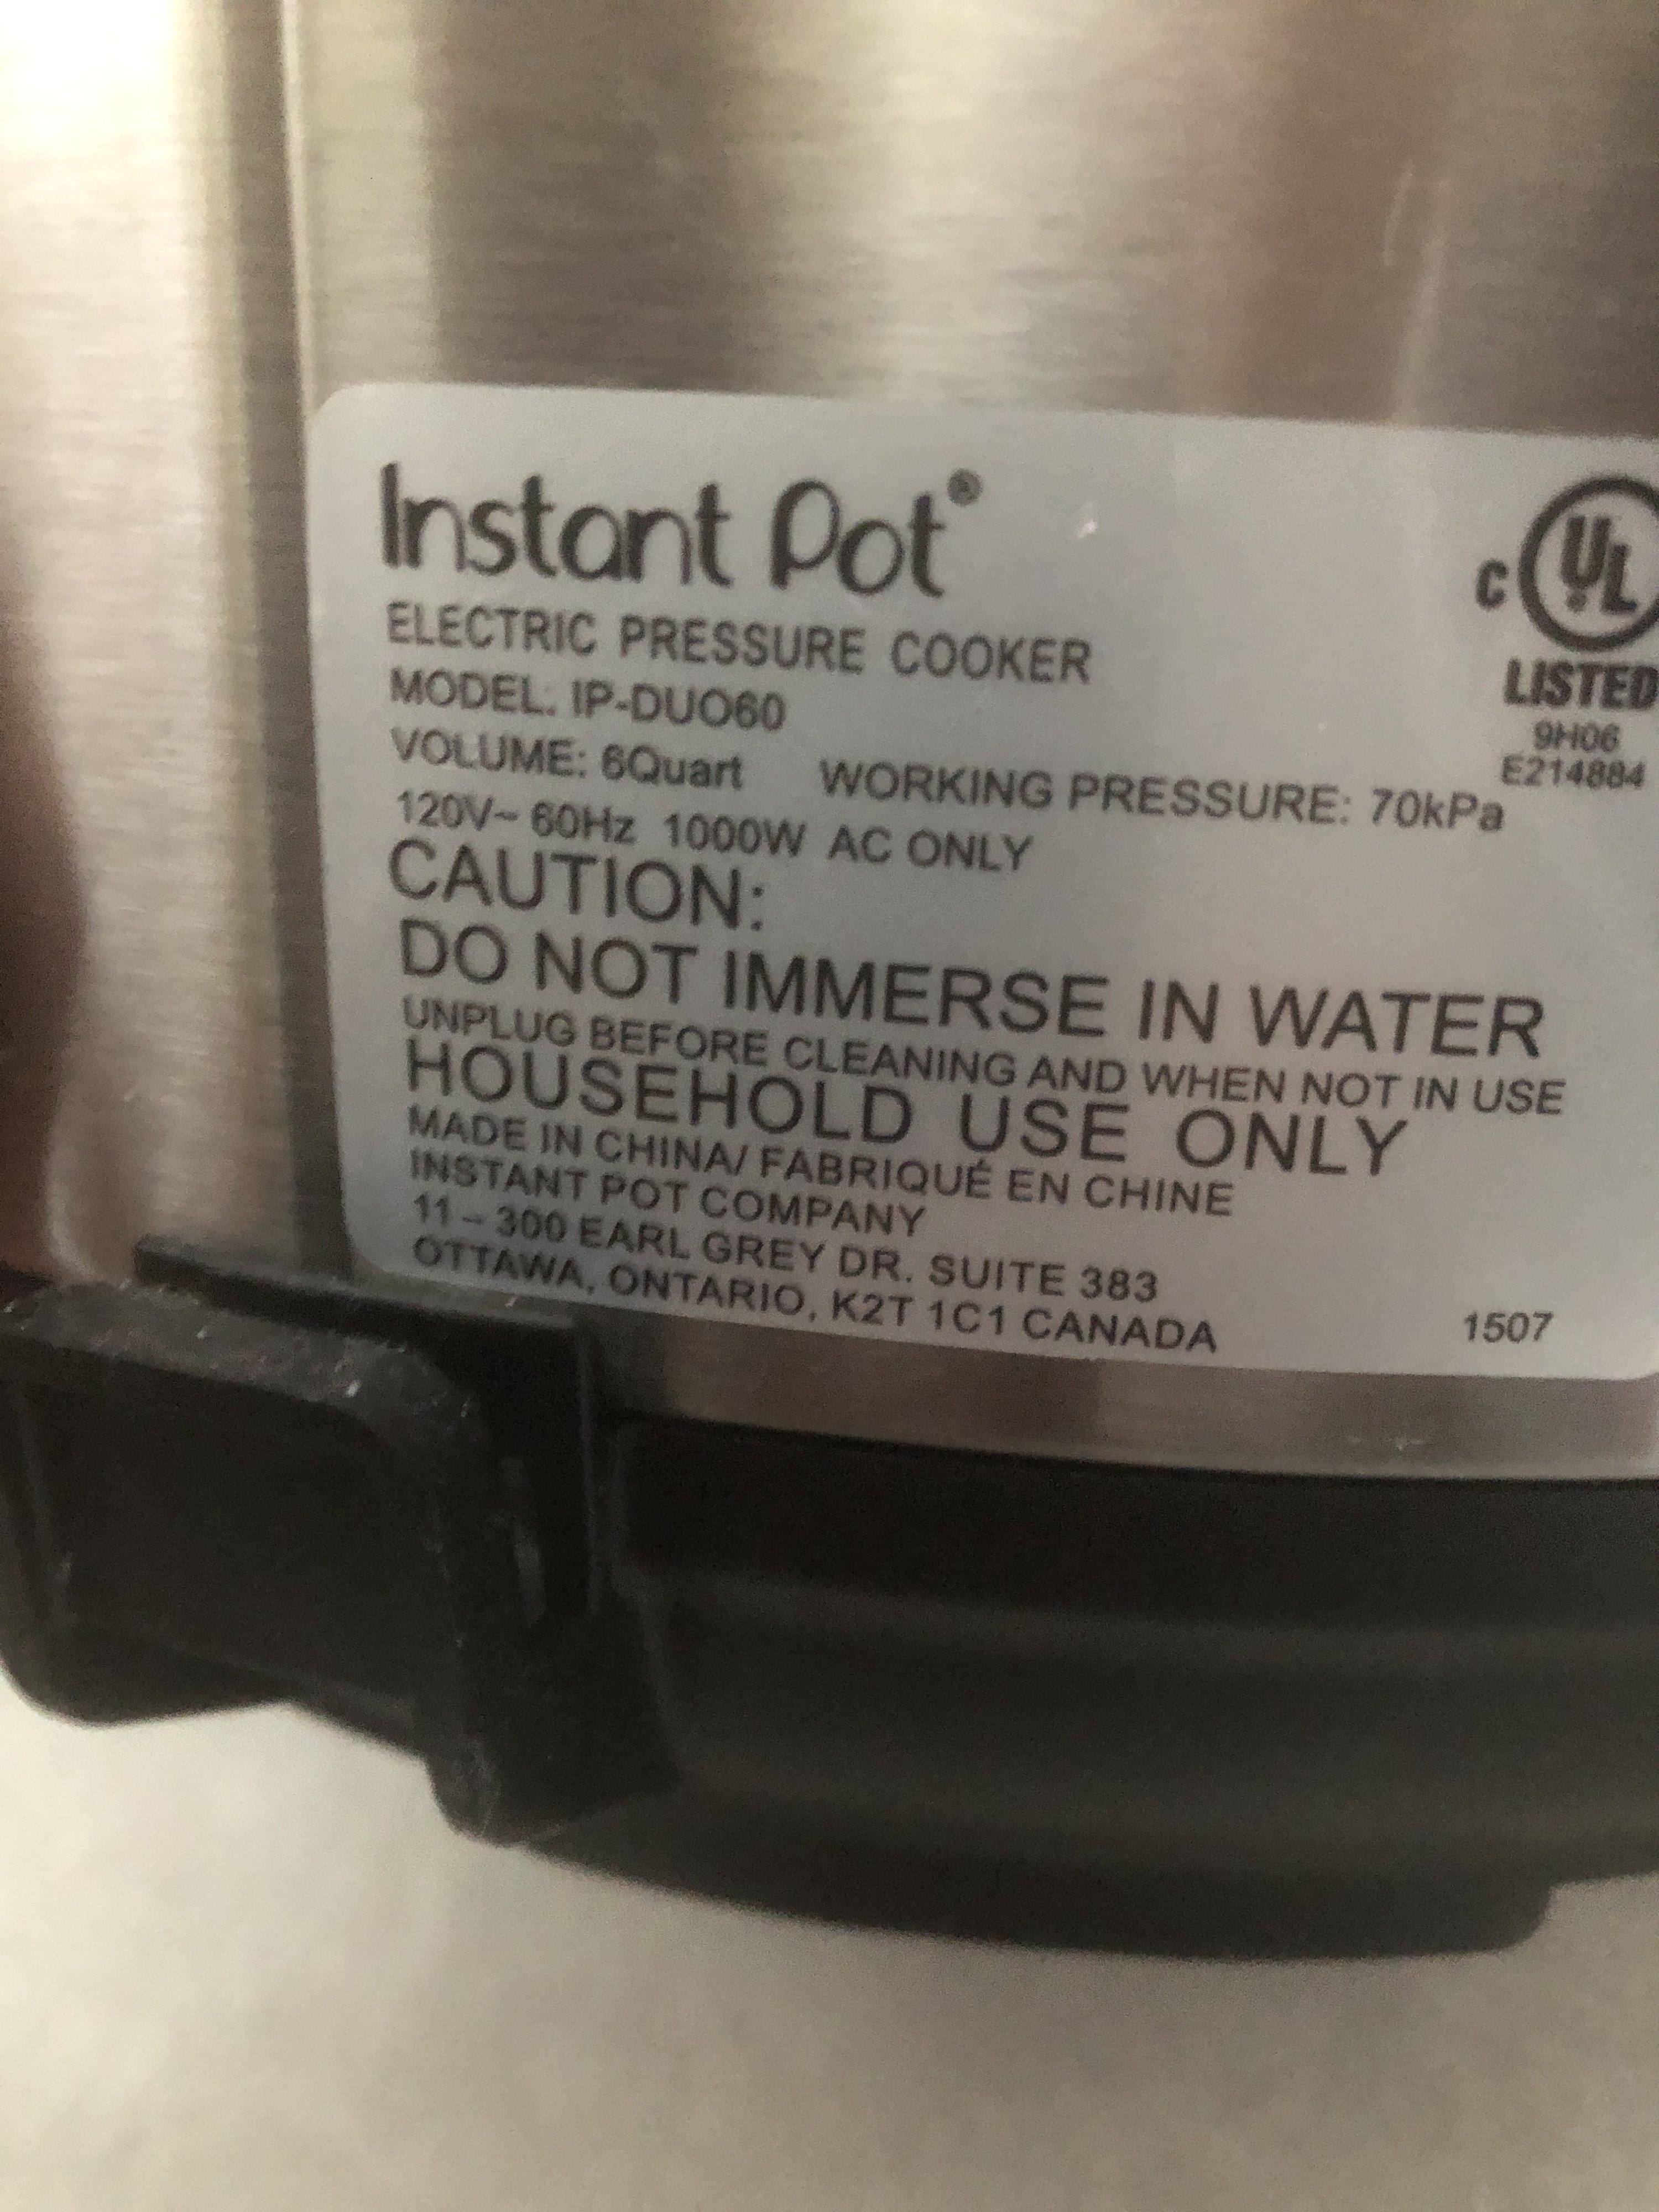 Instant Pot®
ELECTRIC PRESSURE COOKER
MODEL: IP-DUO60
VOLUME: 6Quart WORKING PRESSURE: 70kPa
120V~ 60Hz 1000W AC ONLY
CAUTION:
DO NOT IMMERSE IN WATER
UNPLUG BEFORE CLEANING AND WHEN NOT IN USE
HOUSEHOLD USE ONLY
MADE IN CHINA/ FABRIQUÉ EN CHINE
INSTANT POT COMPANY
11 – 300 EARL GREY DR. SUITE 383
OTTAWA, ONTARIO, K2T 1C1 CANADA
1507
C UL
LISTED
9H06
E214884